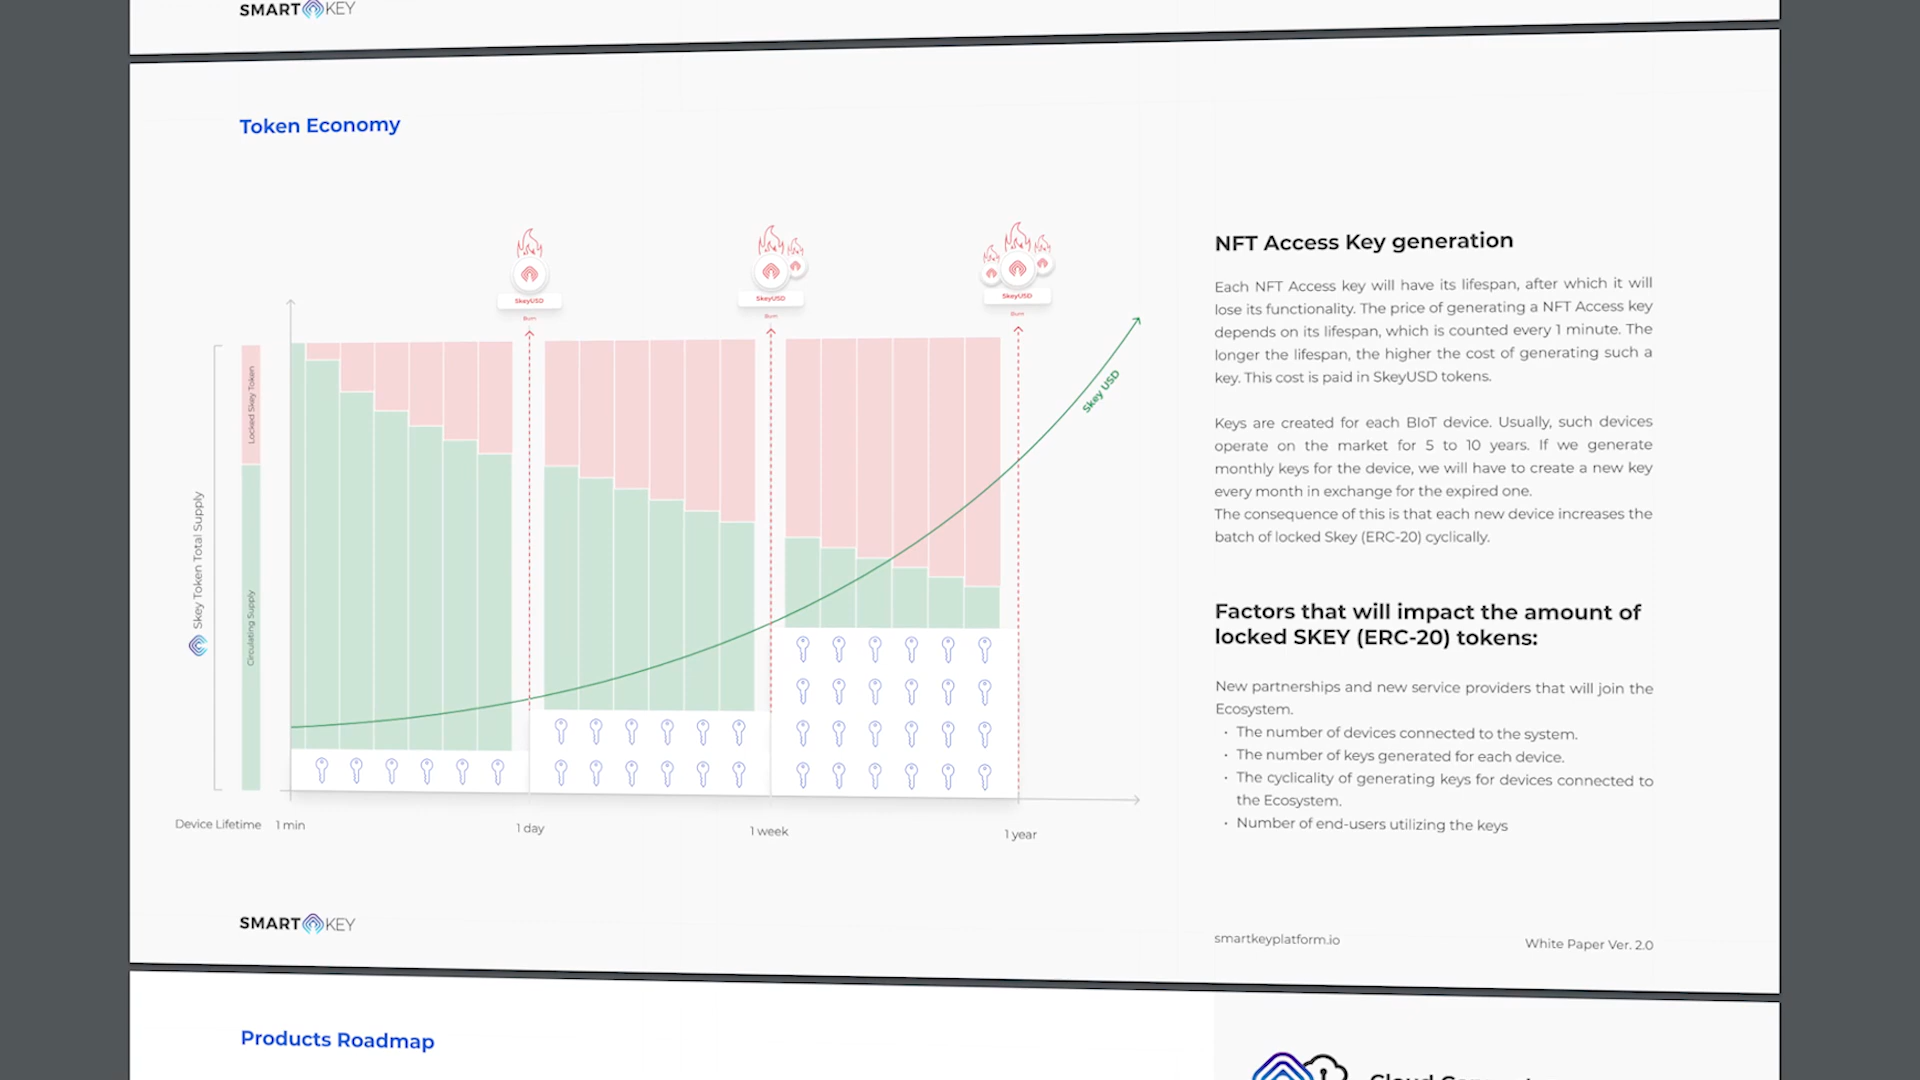 SMART KEY
Token Economy
SkeyUSD
Burn
SkeyUSD
Burn
SkeyUSD
Burn
Skey USD
Locked Skey Token
Circulating Supply
Skey Token Total Supply
Device Lifetime
1 min
1 day
1 week
1 year
NFT Access Key generation
Each NFT Access key will have its lifespan, after which it will
lose its functionality. The price of generating a NFT Access key
depends on its lifespan, which is counted every 1 minute. The
longer the lifespan, the higher the cost of generating such a
key. This cost is paid in SkeyUSD tokens.
Keys are created for each BIoT device. Usually, such devices
operate on the market for 5 to 10 years. If we generate
monthly keys for the device, we will have to create a new key
every month in exchange for the expired one.
The consequence of this is that each new device increases the
batch of locked Skey (ERC-20) cyclically.
Factors that will impact the amount of
locked SKEY (ERC-20) tokens:
New partnerships and new service providers that will join the
Ecosystem.
• The number of devices connected to the system.
• The number of keys generated for each device.
• The cyclicality of generating keys for devices connected to
the Ecosystem.
• Number of end-users utilizing the keys
SMART KEY
smartkeyplatform.io
White Paper Ver. 2.0
Products Roadmap